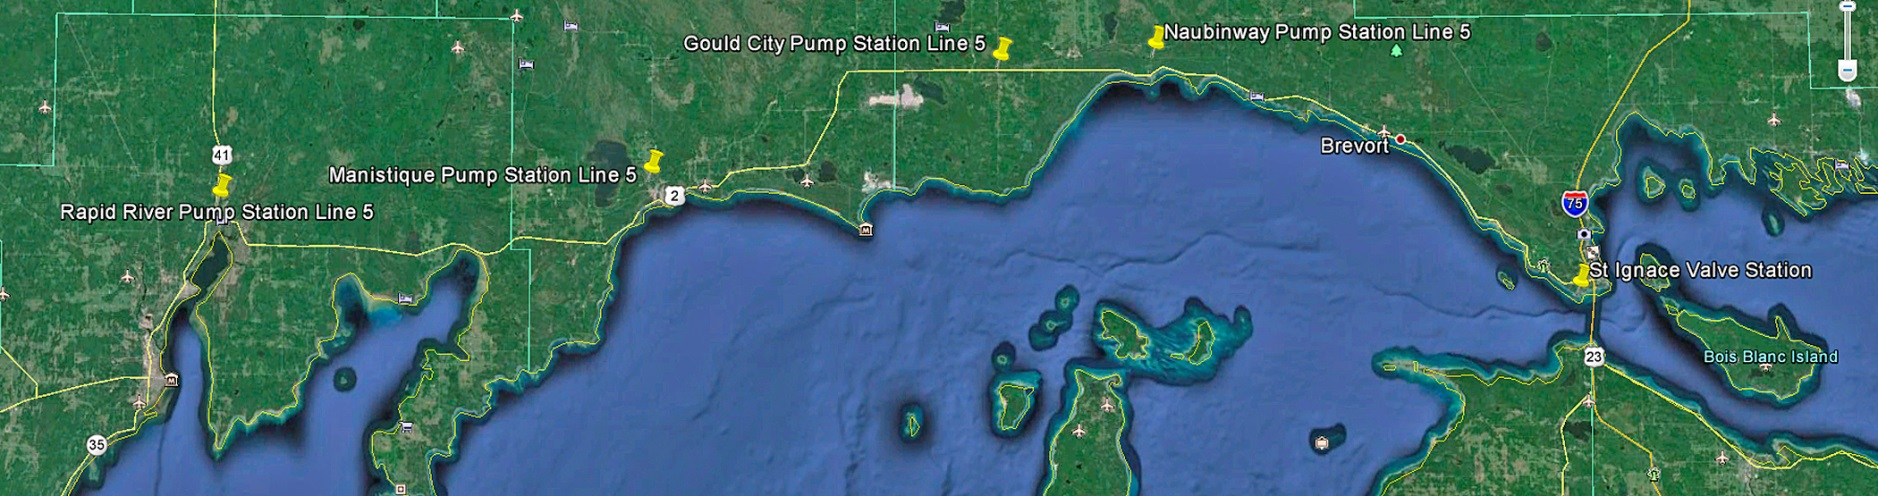 Gould City Pump Station Line 5
Naubinway Pump Station Line 5
41
Brevort
Manistique Pump Station Line 5
2
75
Rapid River Pump Station Line 5
St Ignace Valve Station
23
Bois Blanc Island
35